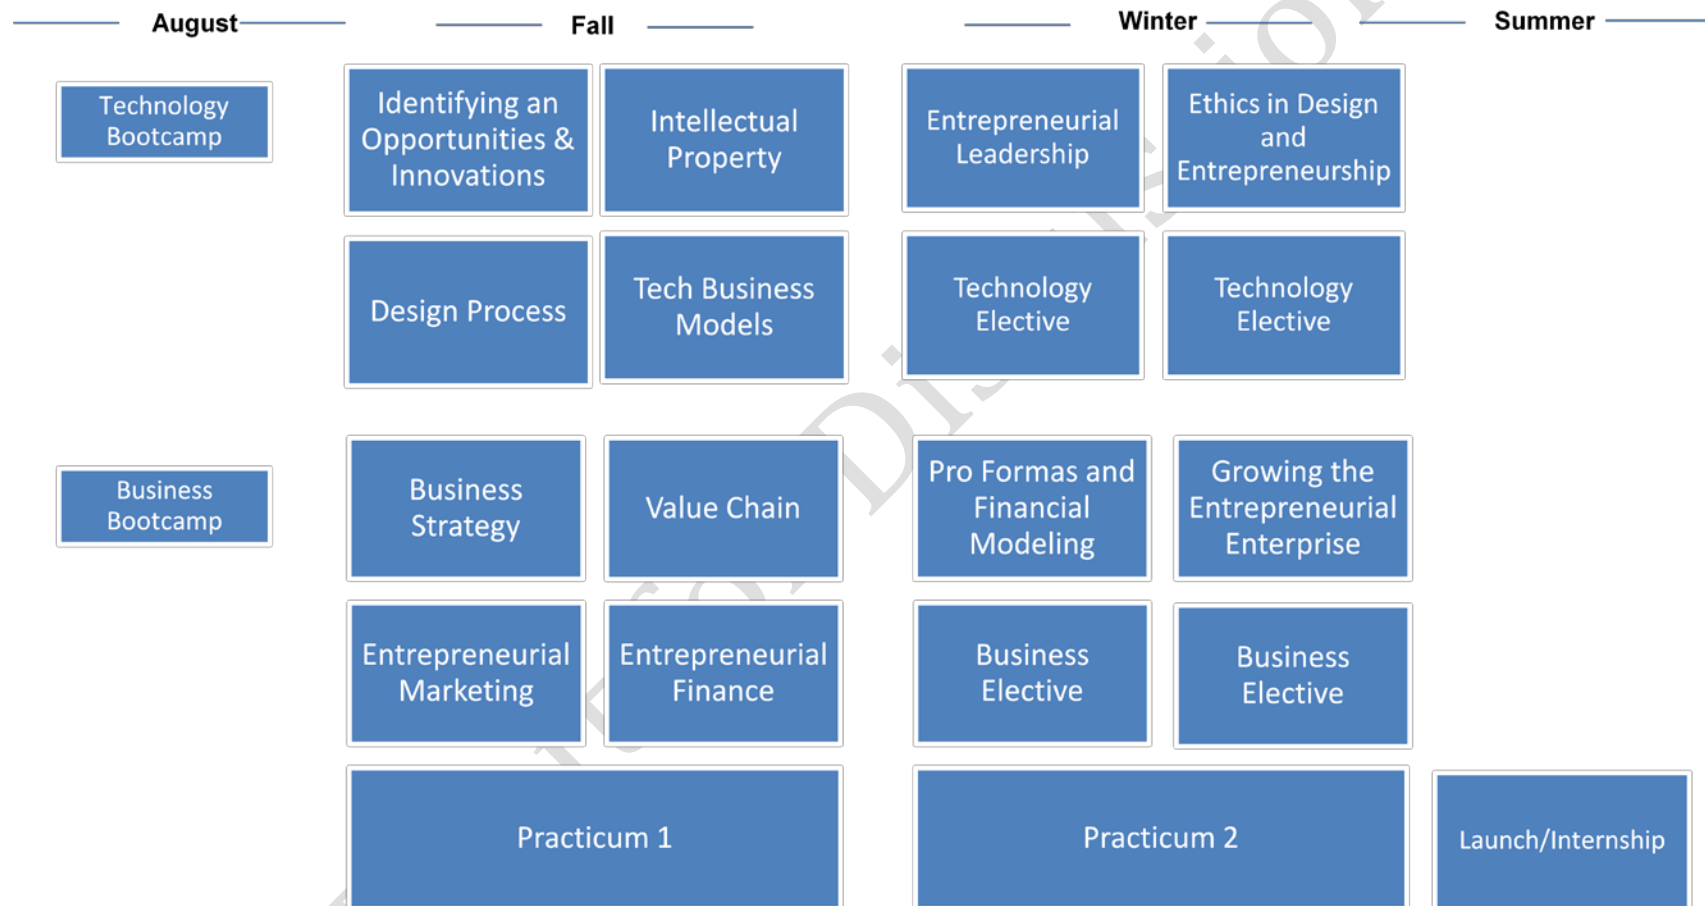 August
Fall
Winter
Summer
Technology
Bootcamp
Identifying an
Opportunities &
Innovations
Intellectual
Property
Entrepreneurial
Leadership
Ethics in Design
and
Entrepreneurship
Design Process
Tech Business
Models
Technology
Elective
Technology
Elective
Business
Bootcamp
Business
Strategy
Value Chain
Pro Formas and
Financial
Modeling
Growing the
Entrepreneurial
Enterprise
Entrepreneurial
Marketing
Entrepreneurial
Finance
Business
Elective
Business
Elective
Practicum 1
Practicum 2
Launch/Internship